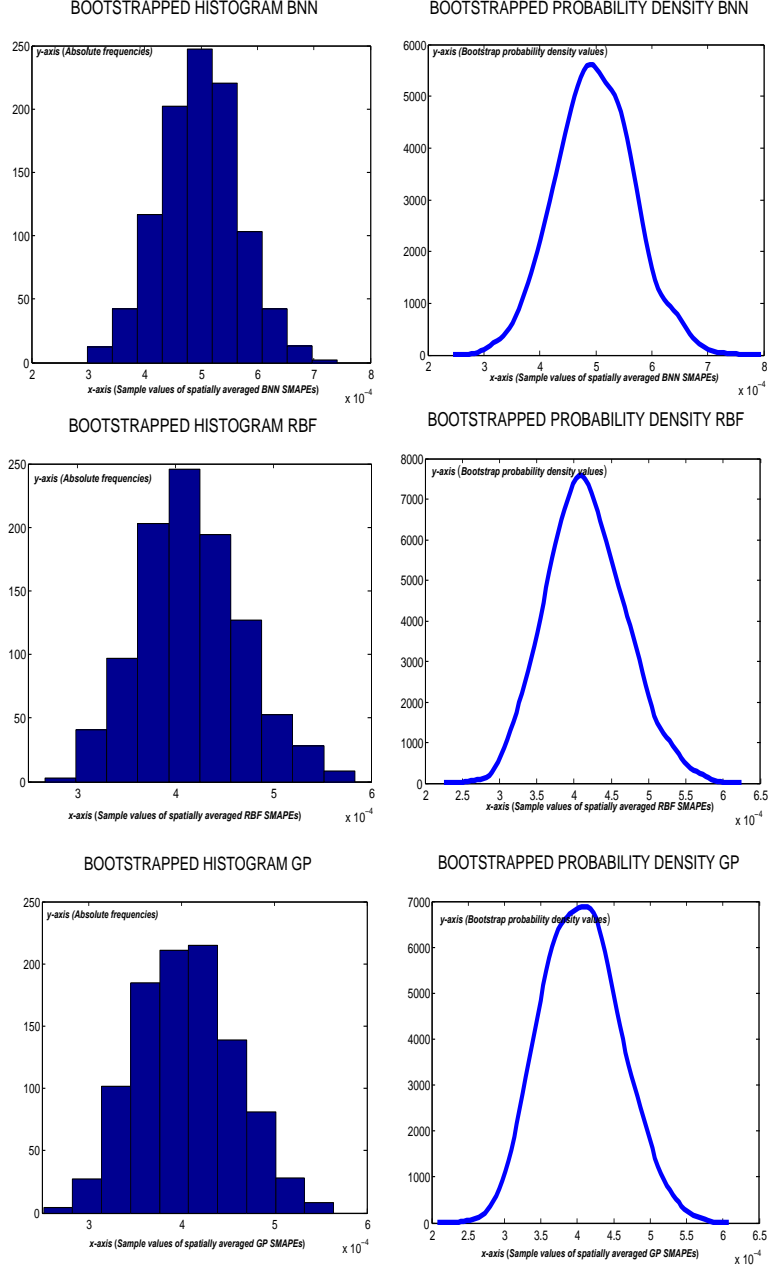 BOOTSTRAPPED HISTOGRAM BNN
y-axis (Absolute frequencies)
250
200
150
100
50
0
2 3 4 5 6 7 8
x-axis (Sample values of spatially averaged BNN SMAPEs)
x 10⁻⁴
BOOTSTRAPPED PROBABILITY DENSITY BNN
y-axis (Bootstrap probability density values)
6000
5000
4000
3000
2000
1000
0
2 3 4 5 6 7 8
x-axis (Sample values of spatially averaged BNN SMAPEs)
x 10⁻⁴
BOOTSTRAPPED HISTOGRAM RBF
y-axis (Absolute frequencies)
250
200
150
100
50
0
3 4 5 6
x-axis (Sample values of spatially averaged RBF SMAPEs)
x 10⁻⁴
BOOTSTRAPPED PROBABILITY DENSITY RBF
y-axis (Bootstrap probability density values)
8000
7000
6000
5000
4000
3000
2000
1000
0
2 2.5 3 3.5 4 4.5 5 5.5 6 6.5
x-axis (Sample values of spatially averaged RBF SMAPEs)
x 10⁻⁴
BOOTSTRAPPED HISTOGRAM GP
y-axis (Absolute frequencies)
250
200
150
100
50
0
3 4 5 6
x-axis (Sample values of spatially averaged GP SMAPEs)
x 10⁻⁴
BOOTSTRAPPED PROBABILITY DENSITY GP
y-axis (Bootstrap probability density values)
7000
6000
5000
4000
3000
2000
1000
0
2 2.5 3 3.5 4 4.5 5 5.5 6 6.5
x-axis (Sample values of spatially averaged GP SMAPEs)
x 10⁻⁴